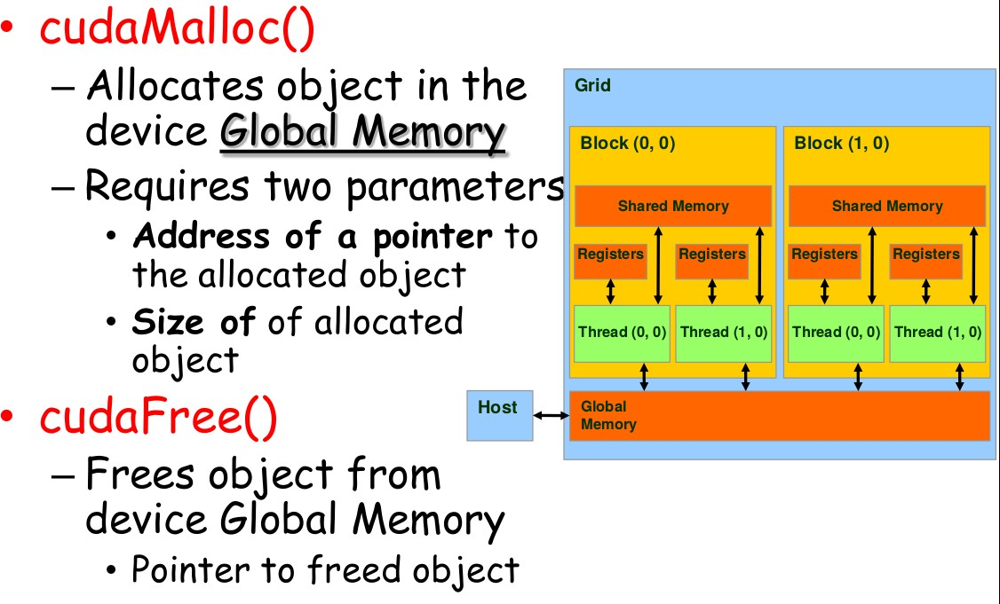 • cudaMalloc()
– Allocates object in the
device Global Memory
– Requires two parameters
• Address of a pointer to
the allocated object
• Size of of allocated
object
• cudaFree()
– Frees object from
device Global Memory
• Pointer to freed object
Grid
Block (0, 0)
Shared Memory
Registers
Registers
Thread (0, 0)
Thread (1, 0)
Block (1, 0)
Shared Memory
Registers
Registers
Thread (0, 0)
Thread (1, 0)
Host
Global
Memory